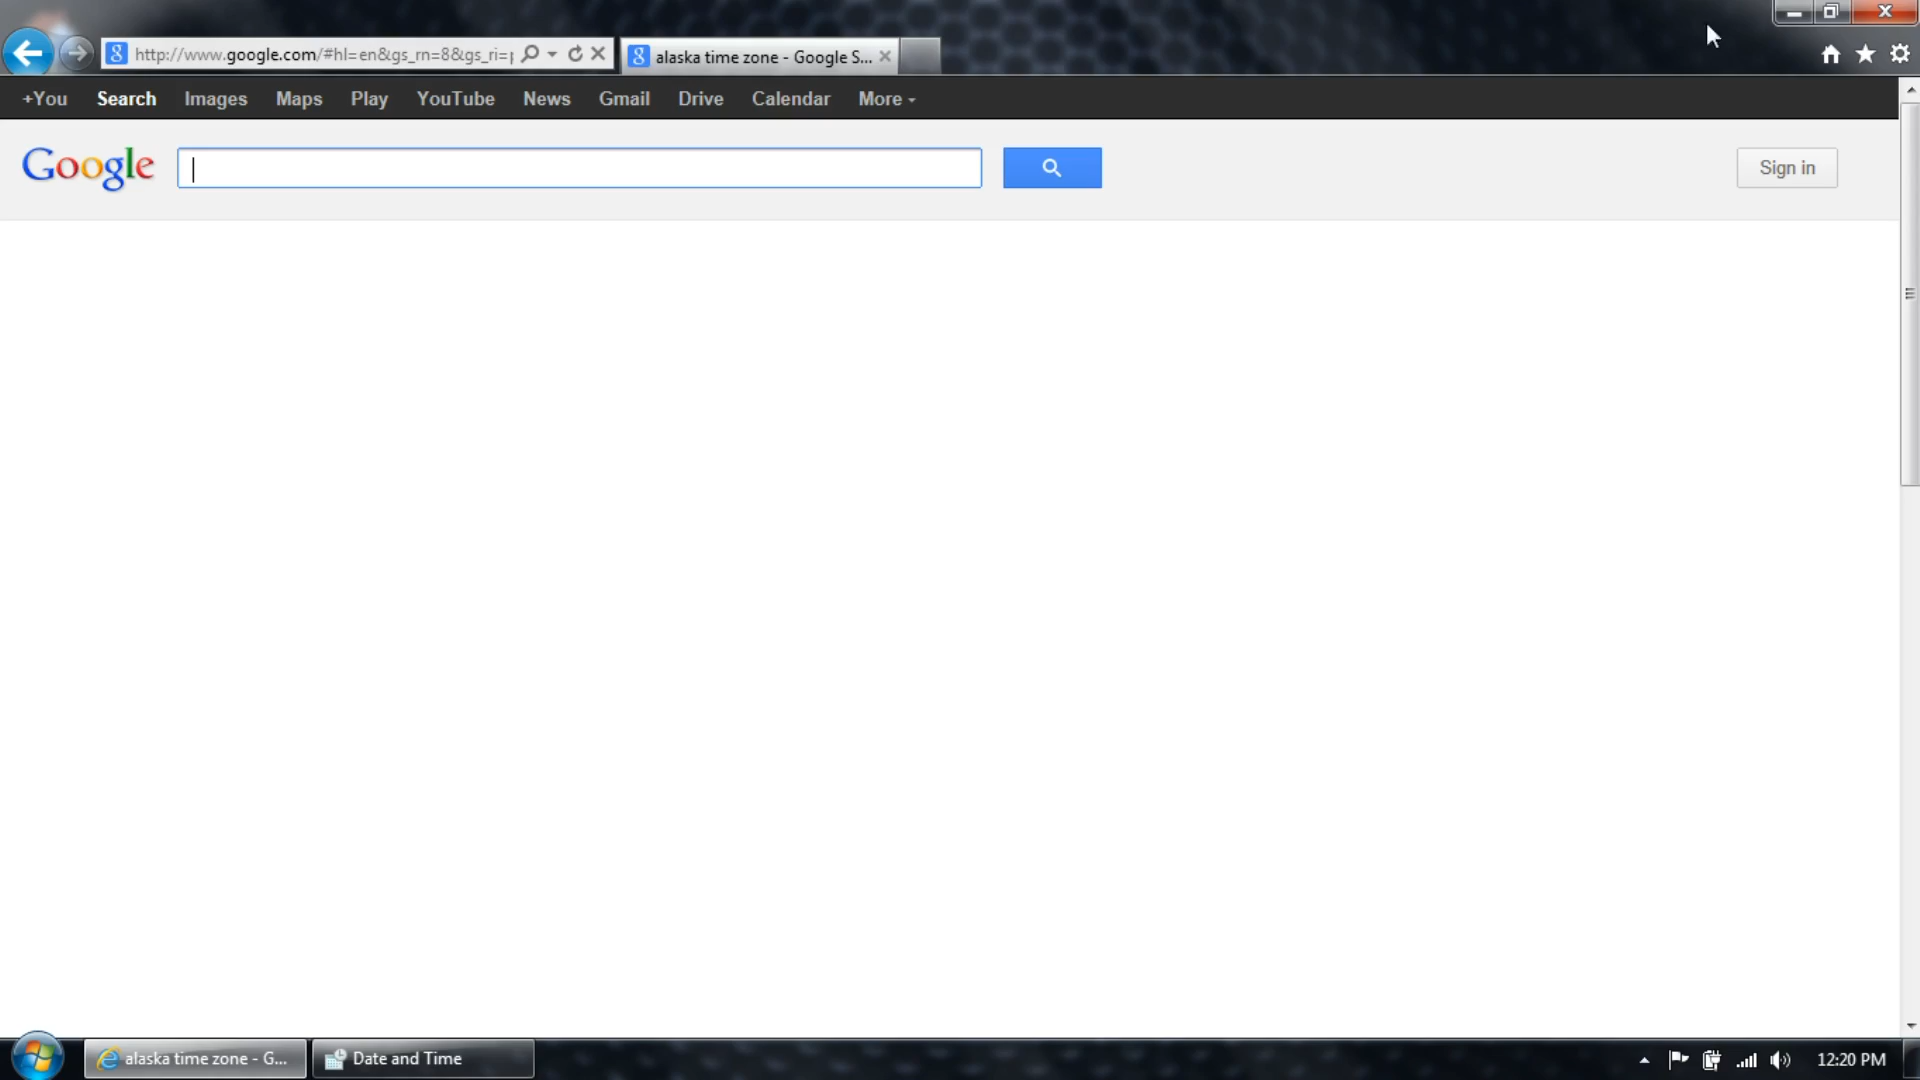 http://www.google.com/#hl=en&gs_rn=8&gs_ri=
alaska time zone - Google S...
+You Search Images Maps Play YouTube News Gmail Drive Calendar More
Google
Sign in
alaska time zone - G...
Date and Time
12:20 PM